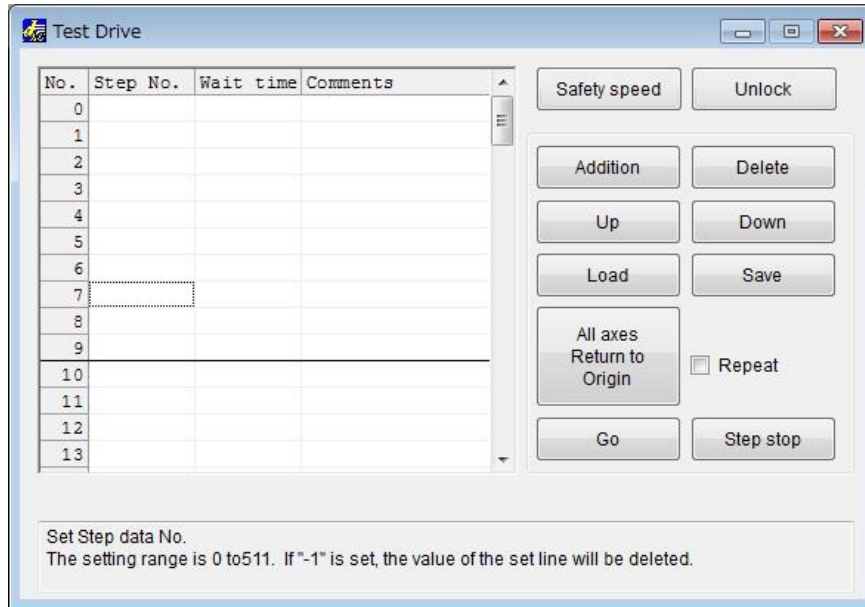 Test Drive
No. Step No. Wait time Comments
0
1
2
3
4
5
6
7
8
9
10
11
12
13
Safety speed Unlock
Addition Delete
Up Down
Load Save
All axes
Return to
Origin
Repeat
Go Step stop
Set Step data No.
The setting range is 0 to511. If "-1" is set, the value of the set line will be deleted.